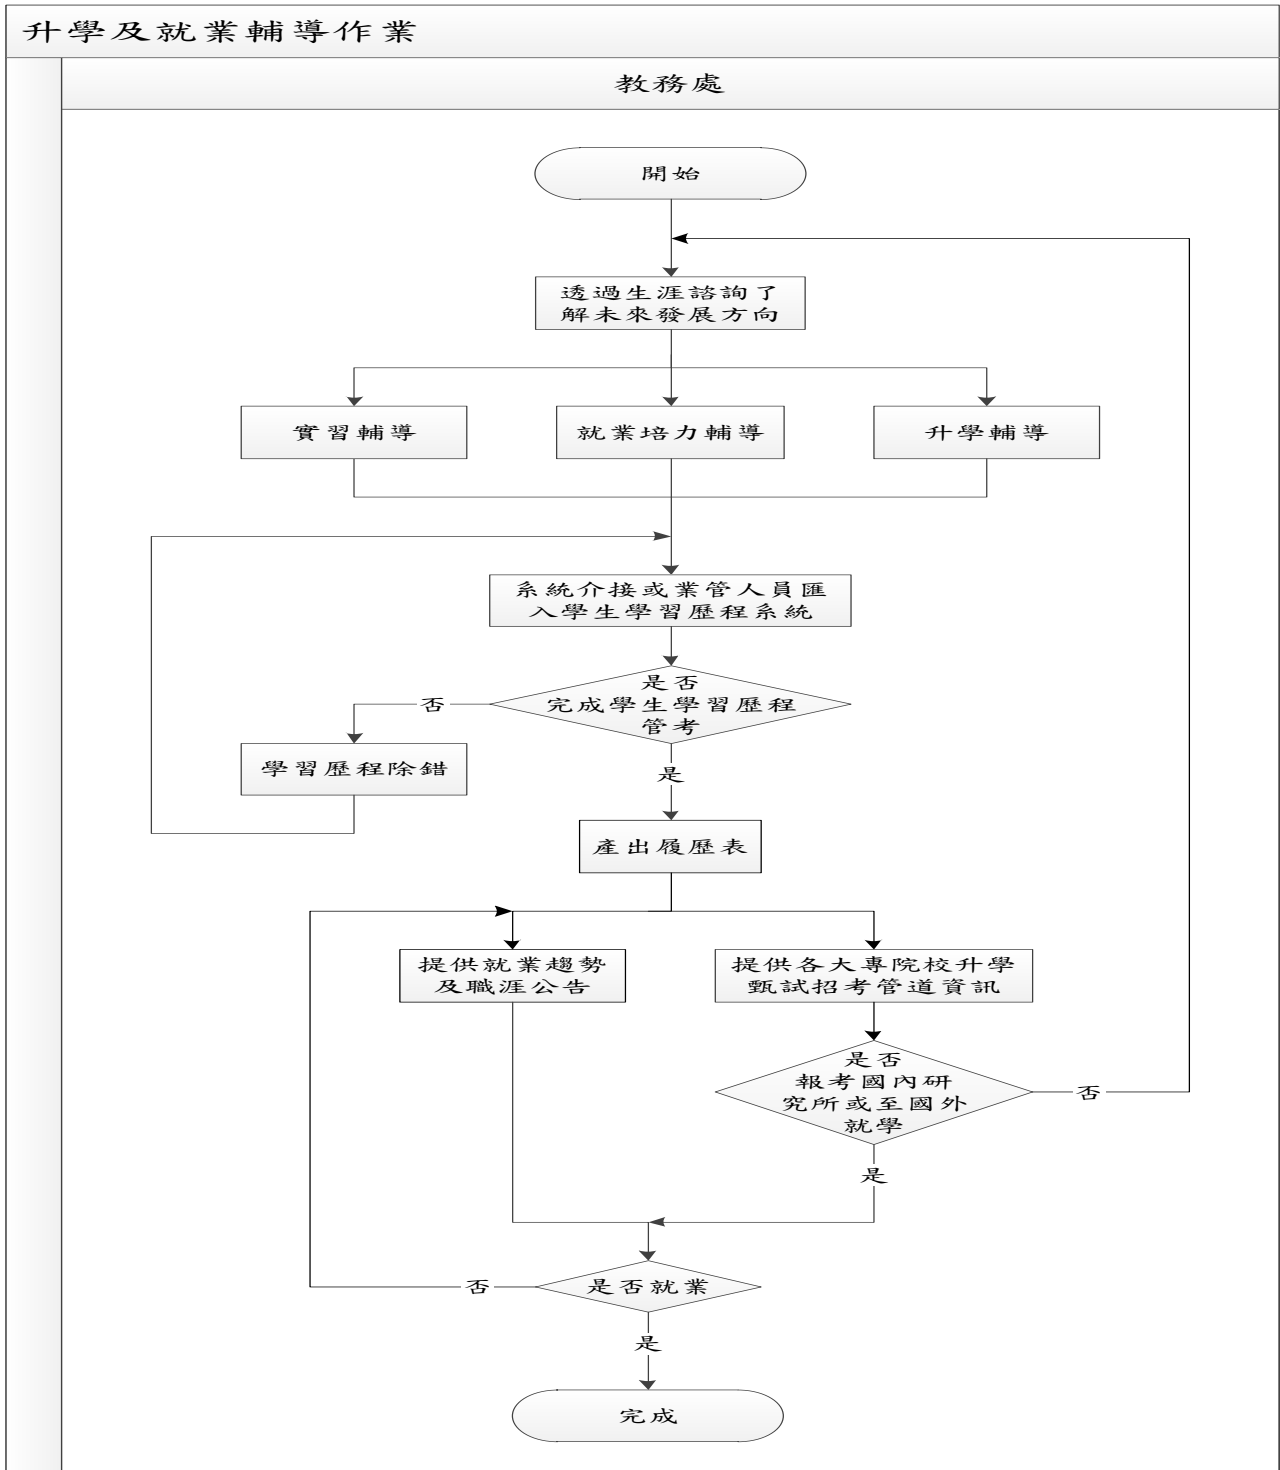 升學及就業輔導作業
教務處
開始
透過生涯諮詢了
解未來發展方向
實習輔導
就業培力輔導
升學輔導
系統介接或業管人員匯
入學生學習歷程系統
是否
完成學生學習歷程
管考
否
學習歷程除錯
是
產出履歷表
提供就業趨勢
及職涯公告
提供各大專院校升學
甄試招考管道資訊
是否
報考國內研
究所或至國外
就學
否
是
是否就業
否
是
完成